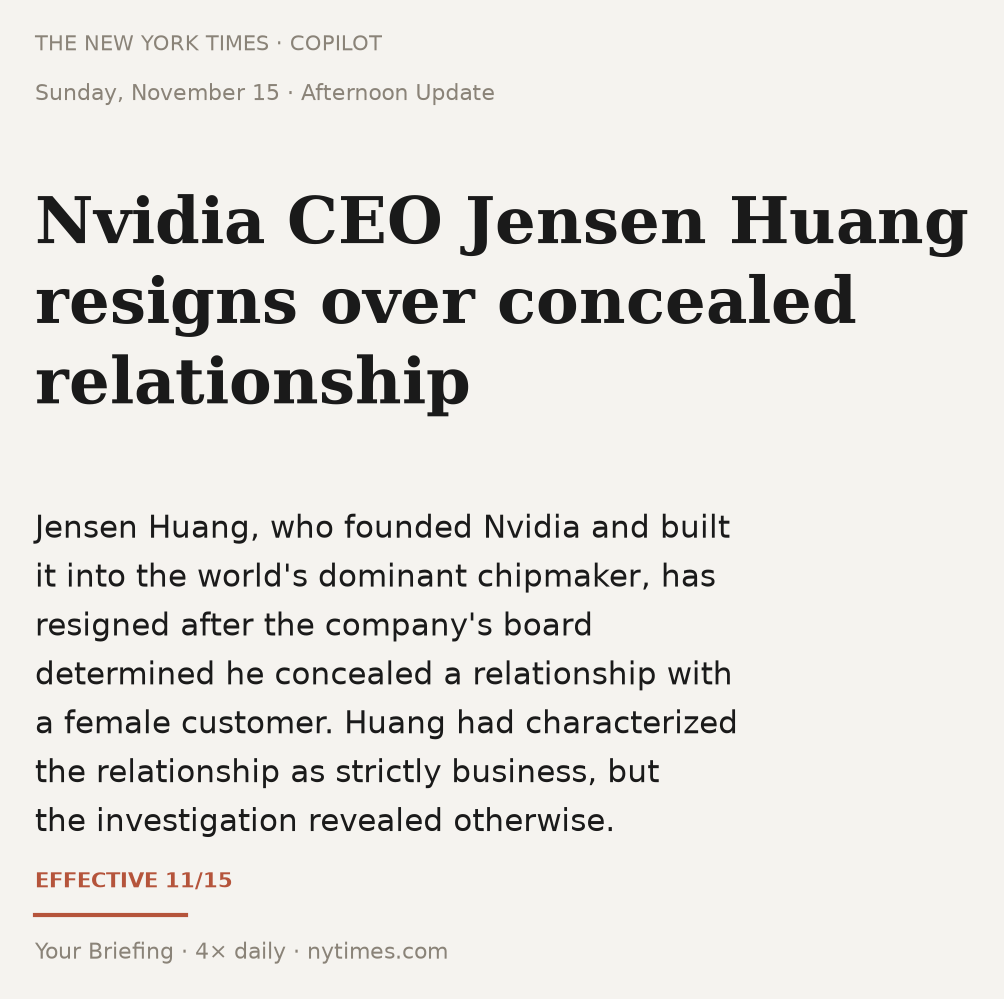 THE NEW YORK TIMES · COPILOT
Sunday, November 15 · Afternoon Update
Nvidia CEO Jensen Huang
resigns over concealed
relationship
Jensen Huang, who founded Nvidia and built
it into the world's dominant chipmaker, has
resigned after the company's board
determined he concealed a relationship with
a female customer. Huang had characterized
the relationship as strictly business, but
the investigation revealed otherwise.
EFFECTIVE 11/15
Your Briefing · 4× daily · nytimes.com